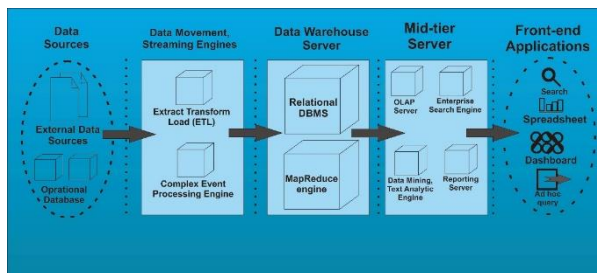 Data
Sources
External Data
Sources
Oprational
Database
Data Movement,
Streaming Engines
Extract Transform
Load (ETL)
Complex Event
Processing Engine
Data Warehouse
Server
Relational
DBMS
MapReduce
engine
Mid-tier
Server
OLAP
Server
Enterprise
Search Engine
Data Mining,
Text Analytic
Engine
Reporting
Server
Front-end
Applications
Search
Spreadsheet
Dashboard
Ad hoc
query